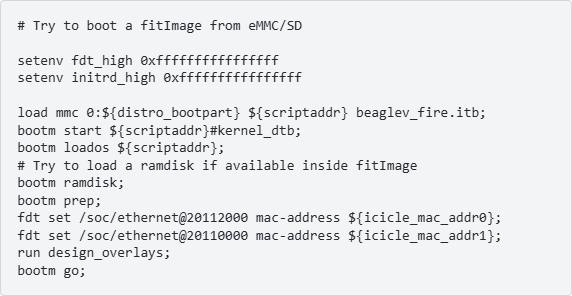 # Try to boot a fitImage from eMMC/SD
setenv fdt_high 0xffffffffffffffff
setenv initrd_high 0xffffffffffffffff
load mmc 0:${distro_bootpart} ${scriptaddr} beaglev_fire.itb;
bootm start ${scriptaddr}#kernel_dtb;
bootm loados ${scriptaddr};
# Try to load a ramdisk if available inside fitImage
bootm ramdisk;
bootm prep;
fdt set /soc/ethernet@20112000 mac-address ${icicle_mac_addr0};
fdt set /soc/ethernet@20110000 mac-address ${icicle_mac_addr1};
run design_overlays;
bootm go;